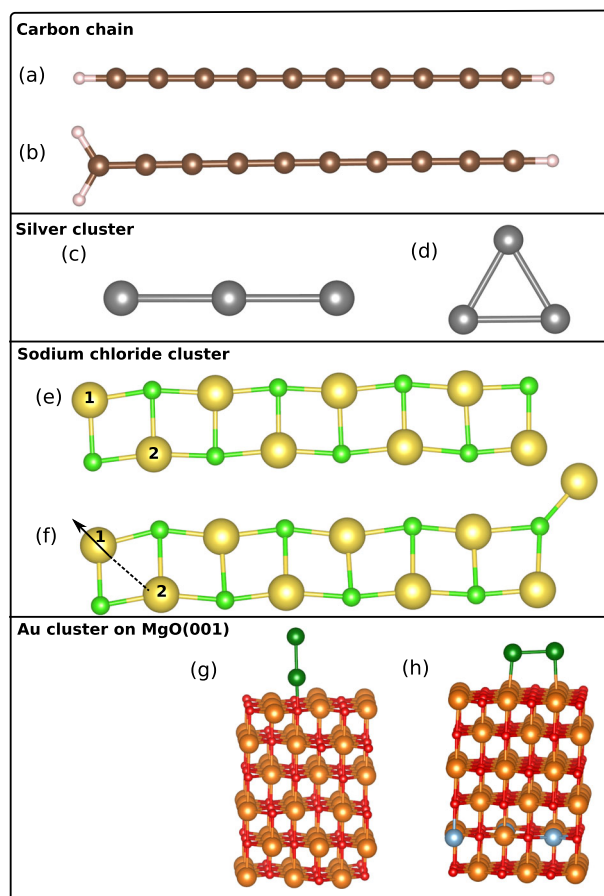 Carbon chain
(a)
(b)
Silver cluster
(c)
(d)
Sodium chloride cluster
(e)
1
2
(f)
1
2
Au cluster on MgO(001)
(g)
(h)